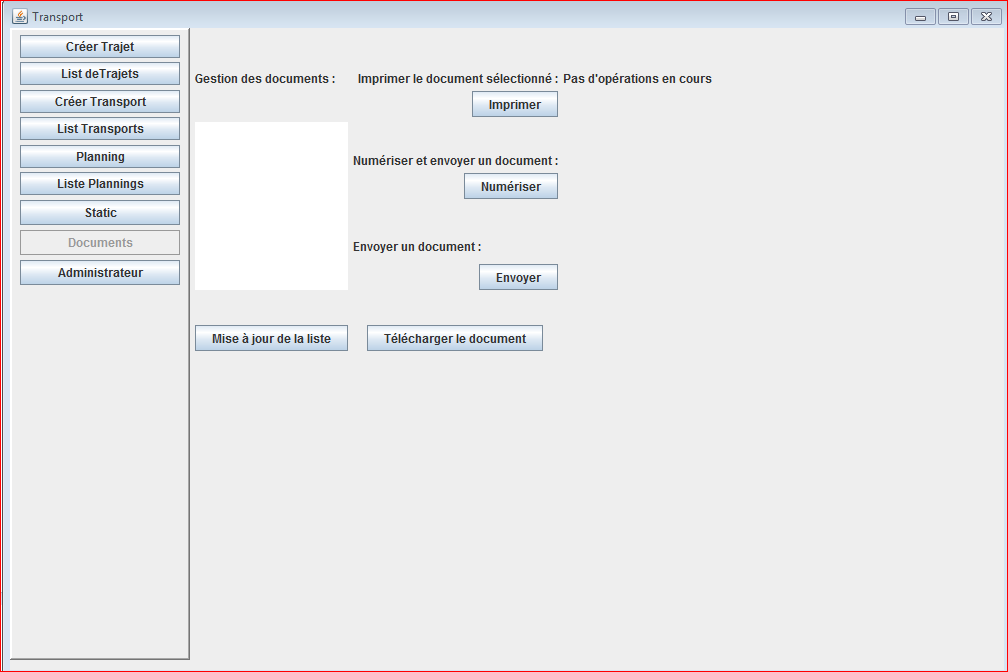 Transport
Créer Trajet
List deTrajets
Créer Transport
List Transports
Planning
Liste Plannings
Static
Documents
Administrateur
Gestion des documents : Imprimer le document sélectionné : Pas d'opérations en cours
Imprimer
Numériser et envoyer un document :
Numériser
Envoyer un document :
Envoyer
Mise à jour de la liste Télécharger le document